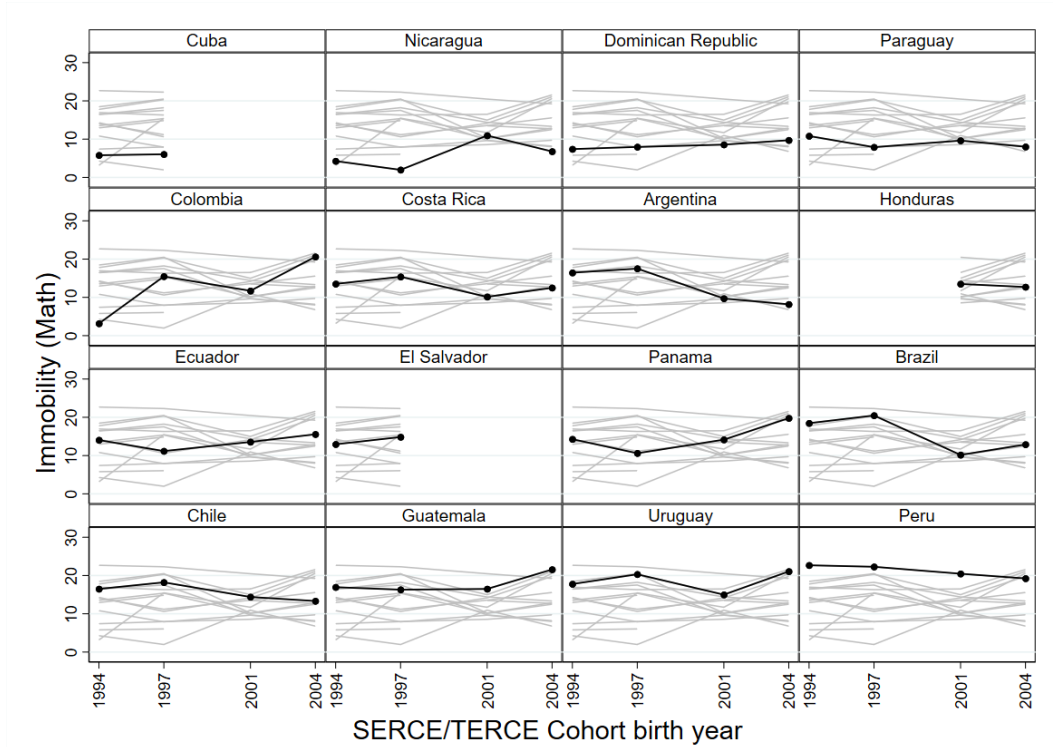 Cuba Nicaragua Dominican Republic Paraguay
30
20
10
0
Colombia Costa Rica Argentina Honduras
30
20
10
0
Immobility (Math)
Ecuador El Salvador Panama Brazil
30
20
10
0
Chile Guatemala Uruguay Peru
30
20
10
0
1994 1997 2001 2004 1994 1997 2001 2004 1994 1997 2001 2004 1994 1997 2001 2004
SERCE/TERCE Cohort birth year